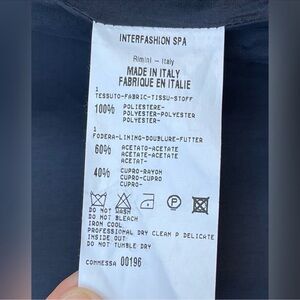 INTERFASHION SPA
Rimini - Italy
MADE IN ITALY
FABRIQUE EN ITALIE
1
TESSUTO-FABRIC-TISSU-STOFF
100% POLIESTERE-
POLYESTER-POLYESTER
POLYESTER-
1
FODERA-LINING-DOUBLURE-FUTTER
60% ACETATO-ACETATE
ACETATE-ACETATE
ACETAT-
40% CUPRO-RAYON
CUPRO-CUPRO
CUPRO-
P
DO NOT WASH
DO NOT BLEACH
IRON COOL
PROFESSIONAL DRY CLEAN P DELICATE
INSIDE OUT
DO NOT TUMBLE DRY
COMMESSA 00196